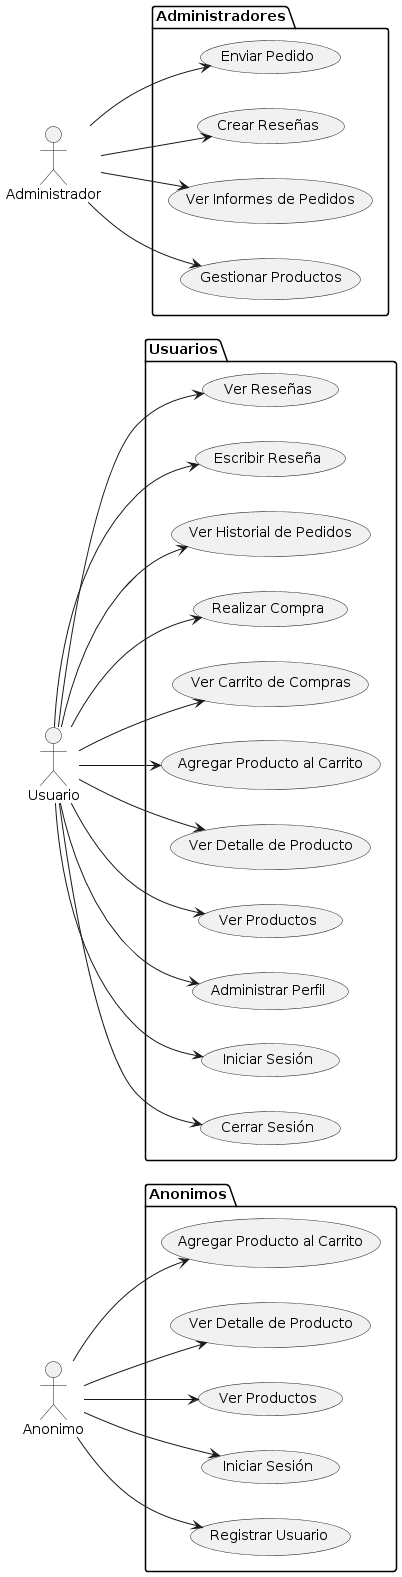 Administradores
Enviar Pedido
Crear Reseñas
Ver Informes de Pedidos
Gestionar Productos
Administrador
Usuarios
Ver Reseñas
Escribir Reseña
Ver Historial de Pedidos
Realizar Compra
Ver Carrito de Compras
Agregar Producto al Carrito
Ver Detalle de Producto
Ver Productos
Administrar Perfil
Iniciar Sesión
Cerrar Sesión
Usuario
Anonimos
Agregar Producto al Carrito
Ver Detalle de Producto
Ver Productos
Iniciar Sesión
Registrar Usuario
Anonimo